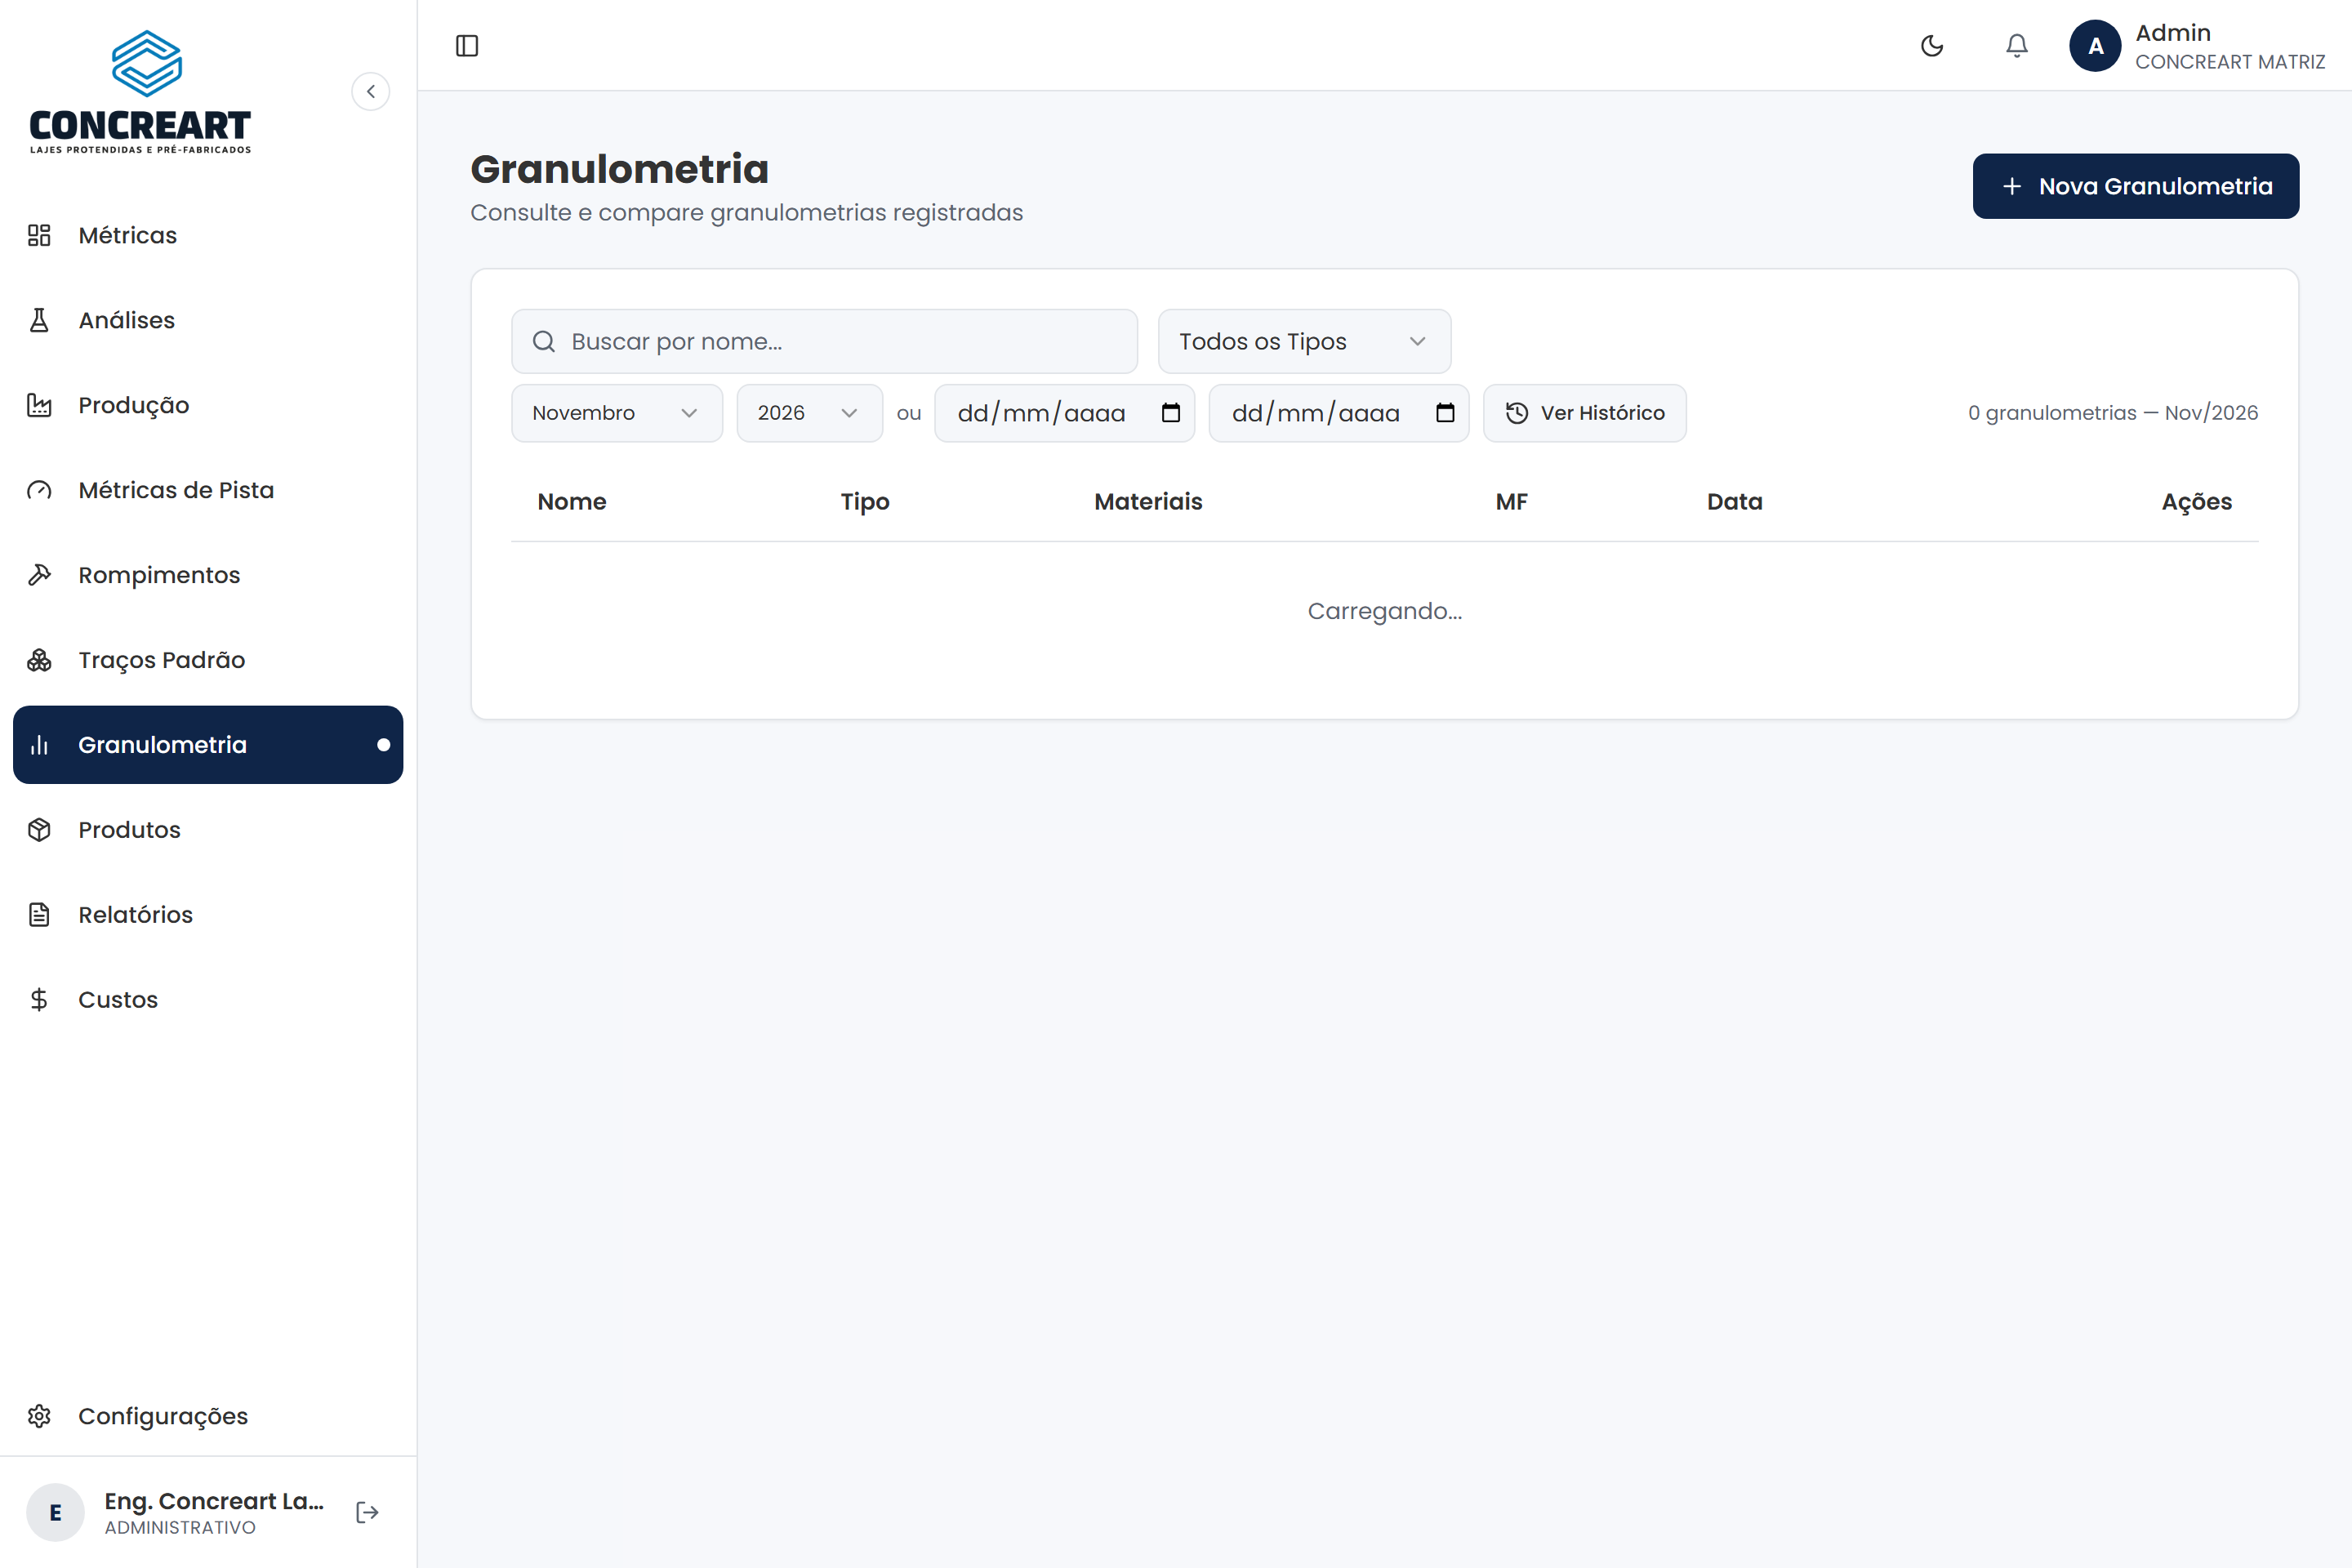 CONCREART
LAJES PROTENDIDAS E PRÉ-FABRICADOS
Métricas
Análises
Produção
Métricas de Pista
Rompimentos
Traços Padrão
Granulometria
Produtos
Relatórios
Custos
Configurações
E
Eng. Concreart La...
ADMINISTRATIVO
A
Admin
CONCREART MATRIZ
Granulometria
Consulte e compare granulometrias registradas
+ Nova Granulometria
Buscar por nome...
Todos os Tipos
Novembro 2026 ou dd/mm/aaaa dd/mm/aaaa Ver Histórico 0 granulometrias — Nov/2026
Nome Tipo Materiais MF Data Ações
Carregando...